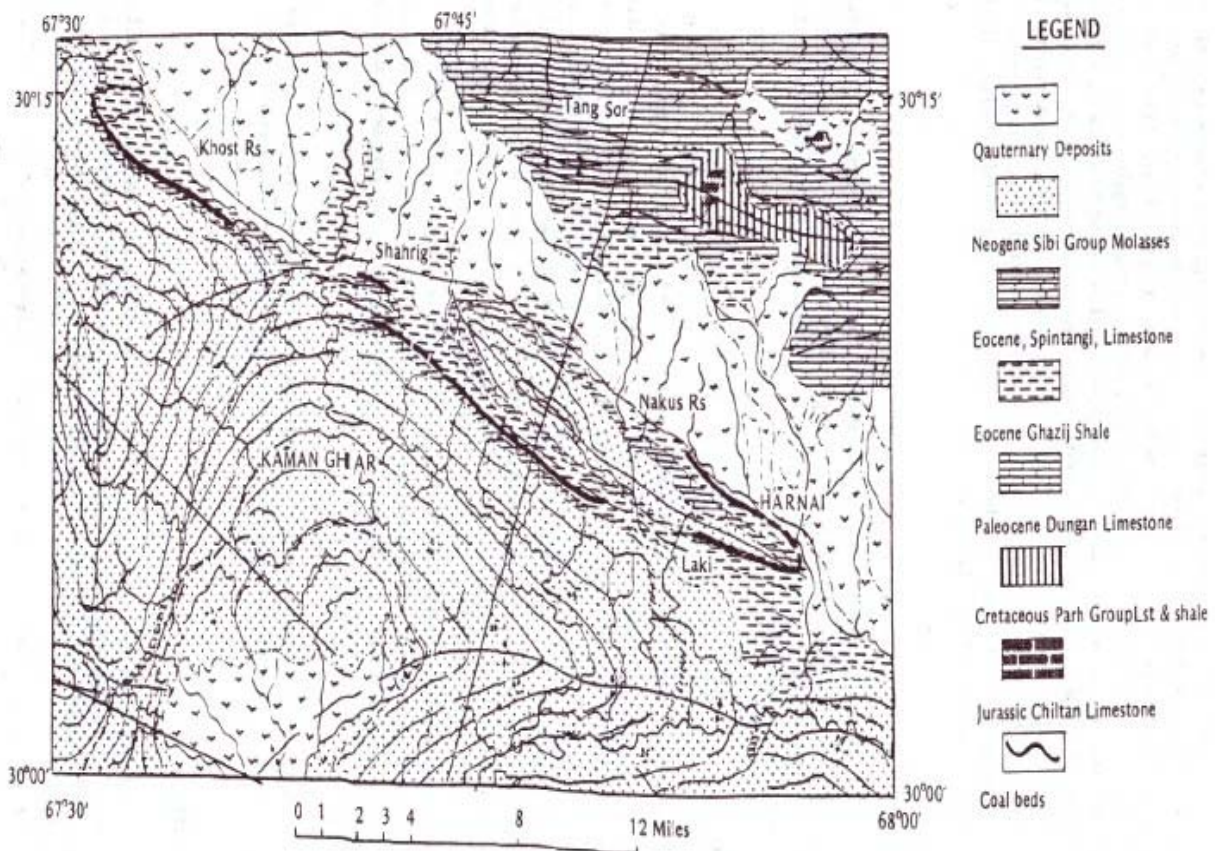 67°30'
67°45'
30°15'
30°15'
Tang Sor
Khost Rs
Shahrig
Nakus Rs
KAMAN GHIAR
HARNAI
Laki
30°00'
30°00'
67°30'
68°00'
0 1 2 3 4 8 12 Miles
LEGEND
Qauternary Deposits
Neogene Sibi Group Molasses
Eocene, Spintangi, Limestone
Eocene Ghazij Shale
Paleocene Dungan Limestone
Cretaceous Parh GroupLst & shale
Jurassic Chiltan Limestone
Coal beds